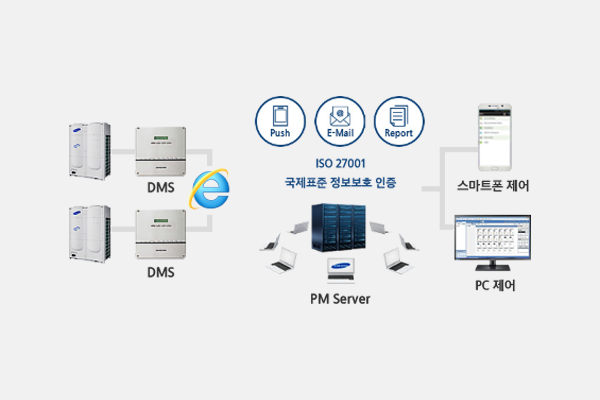 Push
E-Mail
Report
ISO 27001
국제표준 정보보호 인증
DMS
DMS
PM Server
스마트폰 제어
PC 제어